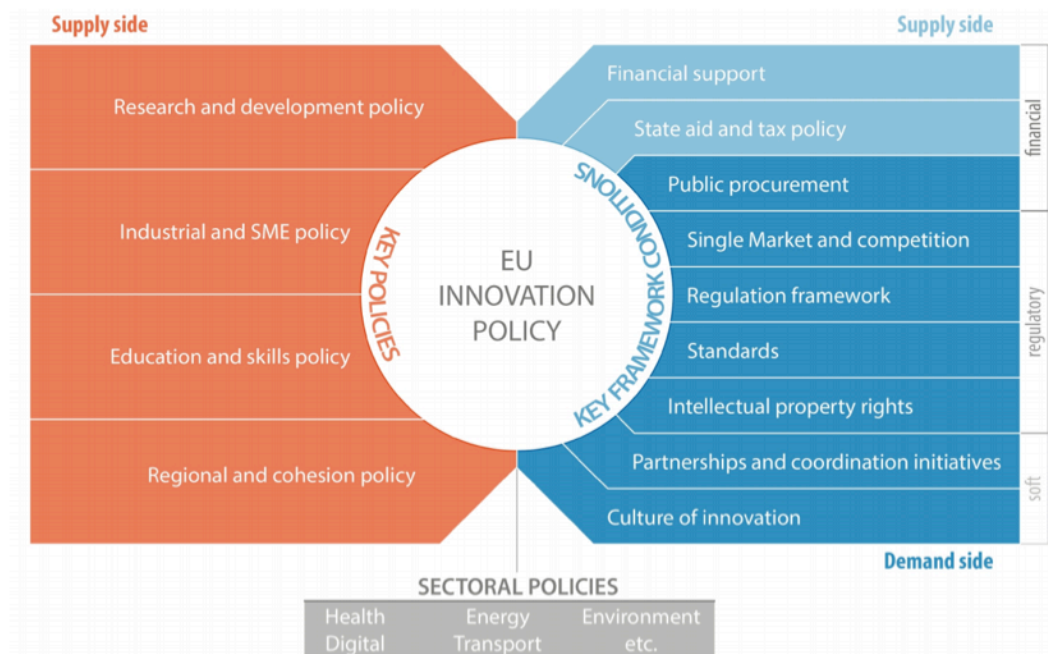 Supply side
Supply side
Research and development policy
Industrial and SME policy
Education and skills policy
Regional and cohesion policy
KEY POLICIES
EU
INNOVATION
POLICY
KEY FRAMEWORK CONDITIONS
Financial support
State aid and tax policy
Public procurement
Single Market and competition
Regulation framework
Standards
Intellectual property rights
Partnerships and coordination initiatives
Culture of innovation
financial
regulatory
soft
Demand side
SECTORAL POLICIES
Health Energy Environment
Digital Transport etc.